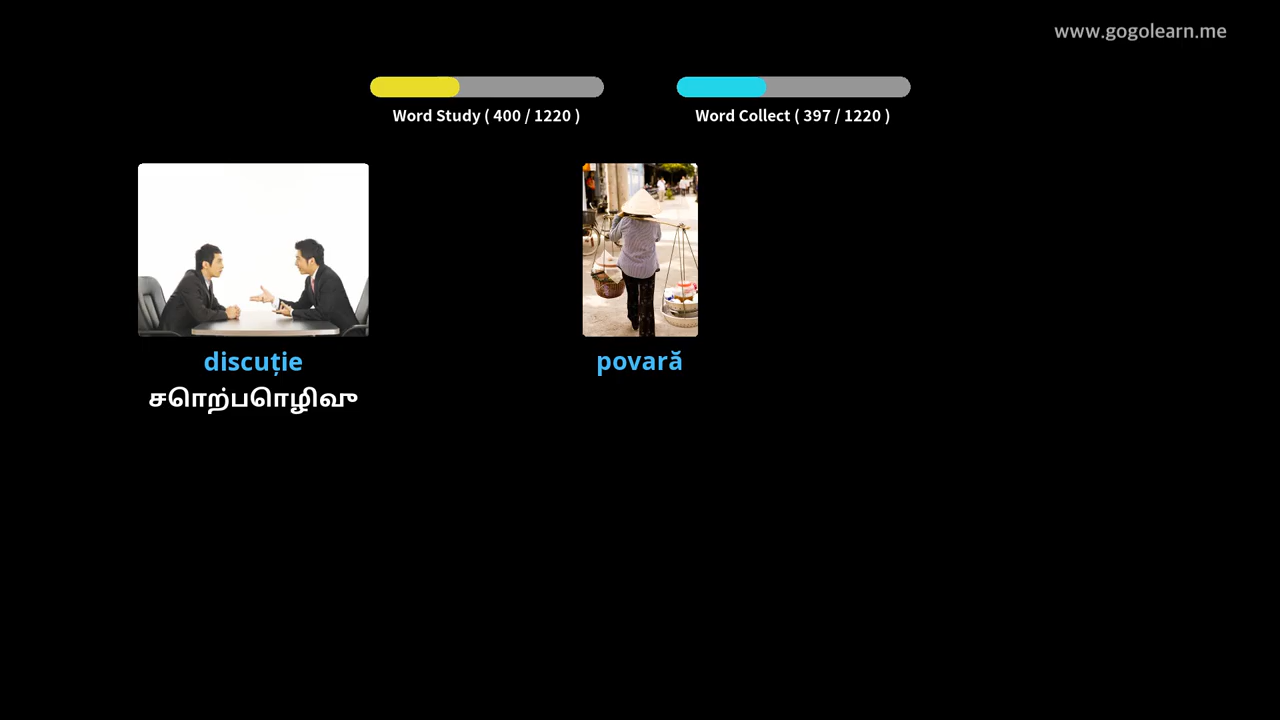 www.gogolearn.me
Word Study ( 400 / 1220 )
Word Collect ( 397 / 1220 )
discuție
சொற்பொழிவு
povară